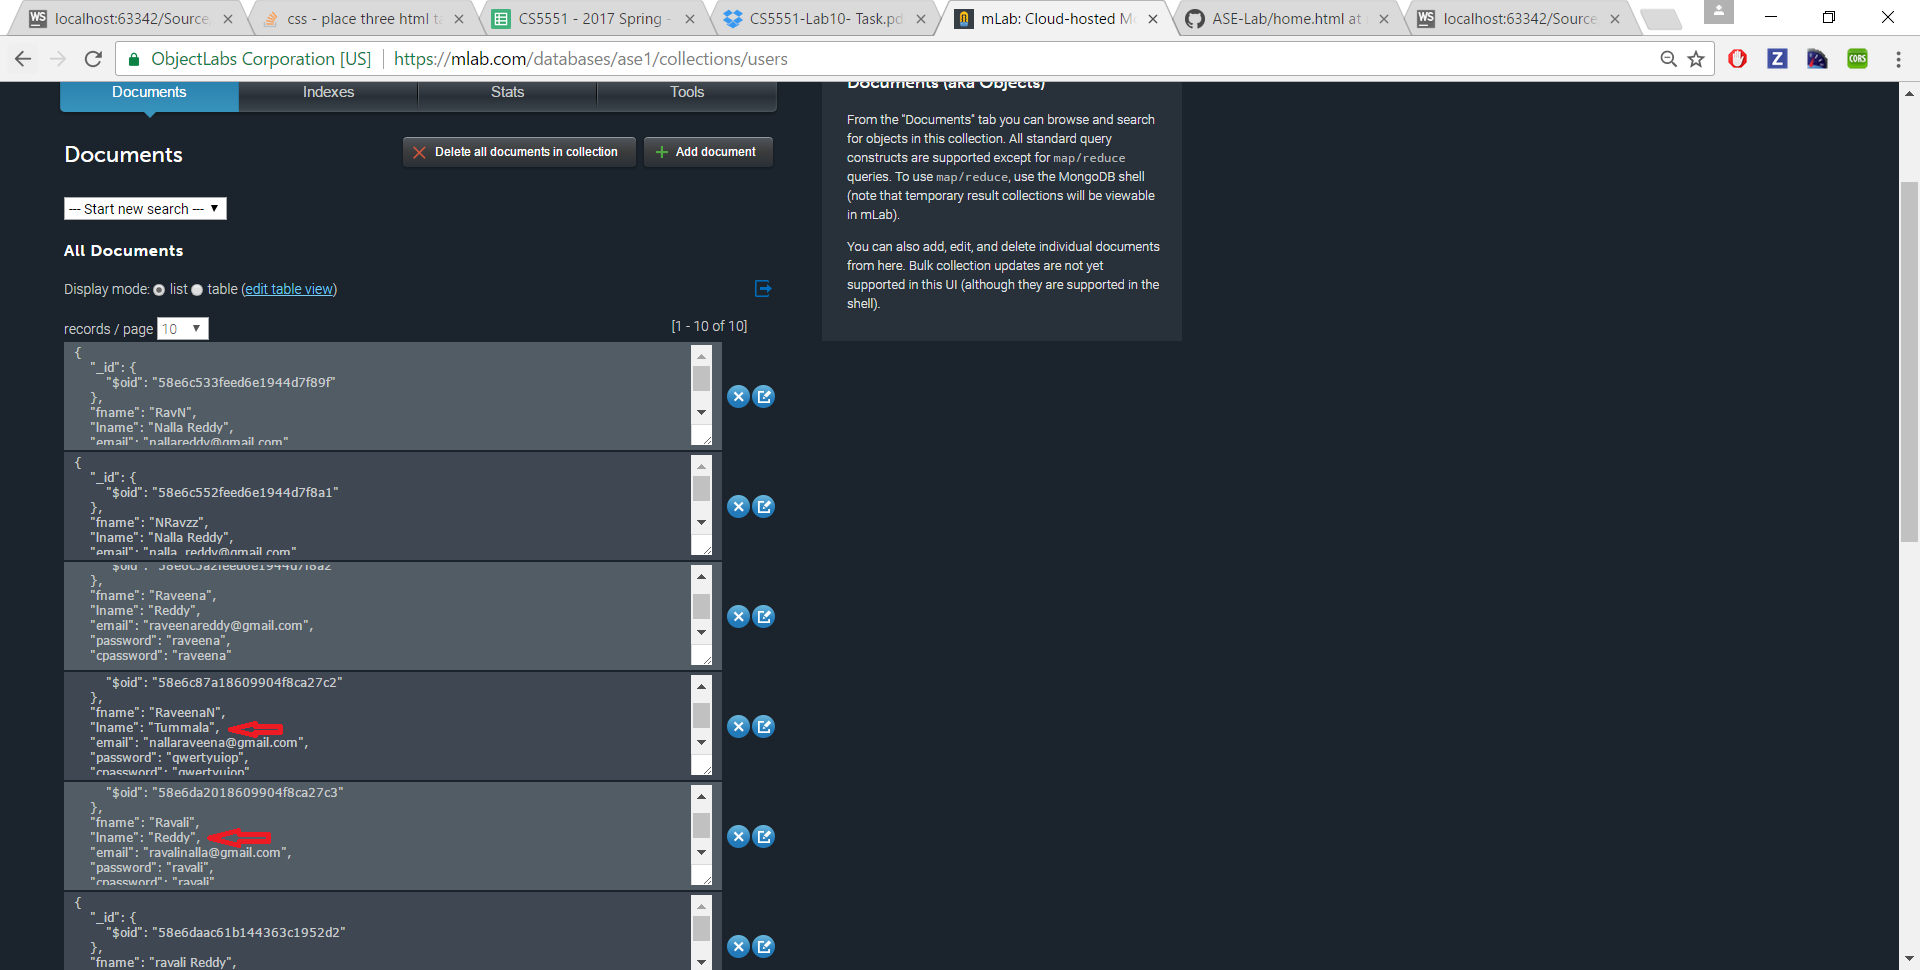 localhost:63342/Source
css - place three html ta
CS5551 - 2017 Spring -
CS5551-Lab10- Task.pd
mLab: Cloud-hosted M
ASE-Lab/home.html at
localhost:63342/Source
ObjectLabs Corporation [US] https://mlab.com/databases/ase1/collections/users
Documents Indexes Stats Tools
Documents
Delete all documents in collection
Add document
--- Start new search ---
All Documents
Display mode: list table (edit table view)
records / page 10
[1 - 10 of 10]
{
"_id": {
"$oid": "58e6c533feed6e1944d7f89f"
},
"fname": "RavN",
"lname": "Nalla Reddy",
"email": "nallareddy@gmail.com"
{
"_id": {
"$oid": "58e6c552feed6e1944d7f8a1"
},
"fname": "NRavzz",
"lname": "Nalla Reddy",
"email": "nalla_reddy@gmail.com"
"$oid": "58e6c5a2feed6e1944d7f8a2"
},
"fname": "Raveena",
"lname": "Reddy",
"email": "raveenareddy@gmail.com",
"password": "raveena",
"cpassword": "raveena"
"$oid": "58e6c87a18609904f8ca27c2"
},
"fname": "RaveenaN",
"lname": "Tummala",
"email": "nallaraveena@gmail.com",
"password": "qwertyuiop",
"cpassword": "qwertyuiop"
"$oid": "58e6da2018609904f8ca27c3"
},
"fname": "Ravali",
"lname": "Reddy",
"email": "ravalinalla@gmail.com",
"password": "ravali",
"cpassword": "ravali"
{
"_id": {
"$oid": "58e6daac61b144363c1952d2"
},
"fname": "ravali Reddy",
Documents (aka Objects)
From the "Documents" tab you can browse and search
for objects in this collection. All standard query
constructs are supported except for map/reduce
queries. To use map/reduce, use the MongoDB shell
(note that temporary result collections will be viewable
in mLab).
You can also add, edit, and delete individual documents
from here. Bulk collection updates are not yet
supported in this UI (although they are supported in the
shell).
WS
WS
Z
CORS